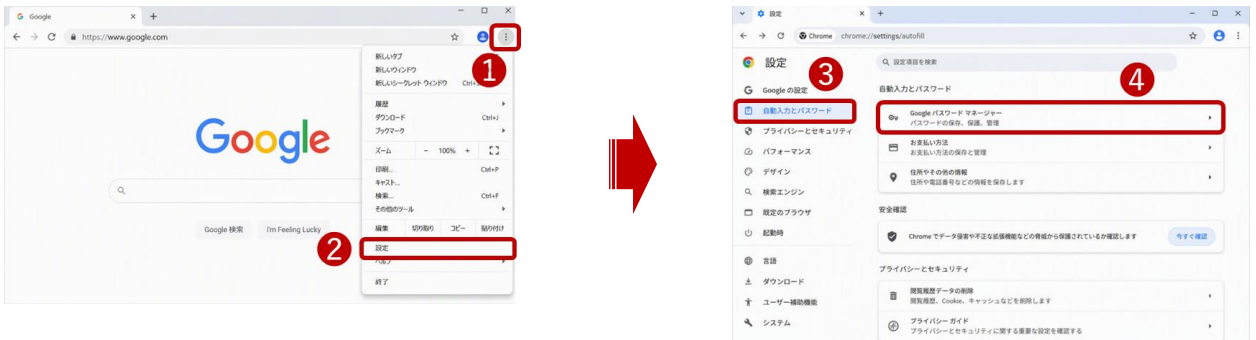 Google
https://www.google.com
1
新しいタブ
新しいウィンドウ
新しいシークレット ウィンドウ
履歴
ダウンロード Ctrl+J
ブックマーク
ズーム - 100% +
印刷... Ctrl+P
キャスト...
検索... Ctrl+F
その他のツール
編集 切り取り コピー 貼り付け
2
設定
ヘルプ
終了
Google
Google 検索 I'm Feeling Lucky
設定
Chrome chrome://settings/autofill
設定
設定項目を検索
3
4
Google の設定
自動入力とパスワード
プライバシーとセキュリティ
パフォーマンス
デザイン
検索エンジン
既定のブラウザ
起動時
言語
ダウンロード
ユーザー補助機能
システム
自動入力とパスワード
Google パスワード マネージャー
パスワードの保存、保護、管理
お支払い方法
お支払い方法の保存と管理
住所やその他の情報
住所や電話番号などの情報を保存します
安全確認
Chrome でデータ侵害や不正な拡張機能などの脅威から保護されているか確認します 今すぐ確認
プライバシーとセキュリティ
閲覧履歴データの削除
閲覧履歴、Cookie、キャッシュなどを削除します
プライバシー ガイド
プライバシーとセキュリティに関する重要な設定を確認する